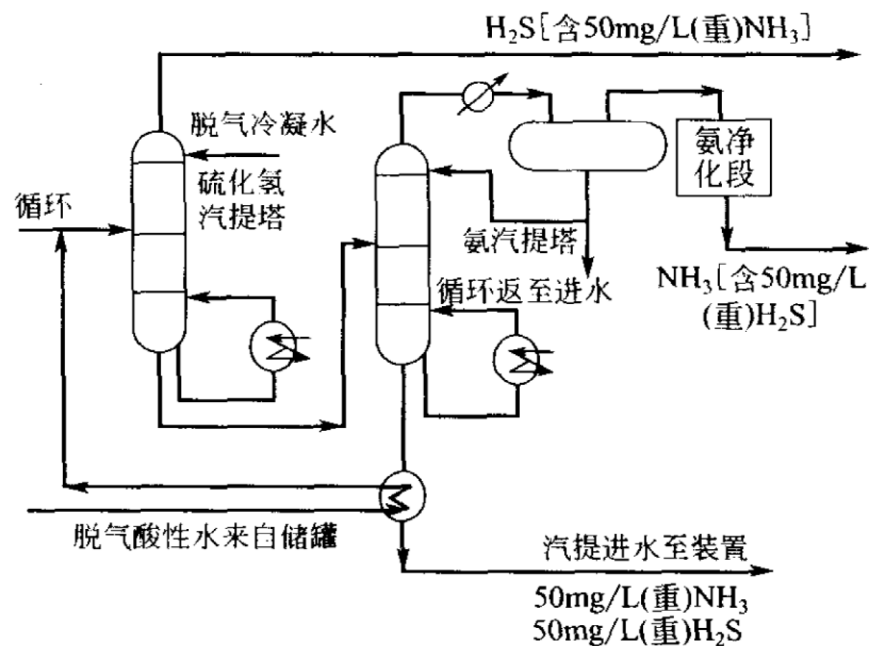 H₂S[含50mg/L(重)NH₃]
脱气冷凝水
硫化氢
汽提塔
循环
氨净
化段
氨汽提塔
循环返至进水
NH₃[含50mg/L
(重)H₂S]
脱气酸性水来自储罐
汽提进水至装置
50mg/L(重)NH₃
50mg/L(重)H₂S